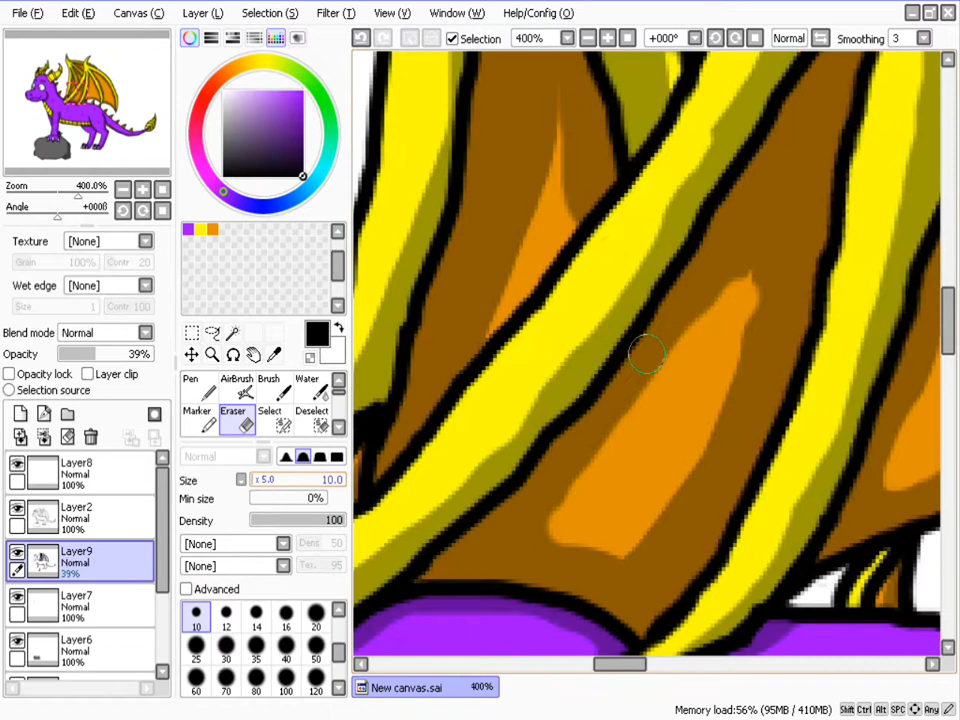 File (F) Edit (E) Canvas (C) Layer (L) Selection (S) Filter (T) View (V) Window (W) Help/Config (O)
Selection 400% +000° Normal Smoothing 3
Zoom 400.0%
Angle +000ß
Texture [None]
Grain 100% Contr 20
Wet edge [None]
Size 1 Contr 100
Blend mode Normal
Opacity 39%
Opacity lock Layer clip
Selection source
Layer8
Normal
100%
Layer2
Normal
100%
Layer9
Normal
39%
Layer7
Normal
100%
Layer6
Normal
100%
Pen AirBrush Brush Water
Marker Eraser Select Deselect
Normal
Size x 5.0 10.0
Min size 0%
Density 100
[None] Dens 50
[None] Tex. 95
Advanced
10 12 14 16 20
25 30 35 40 50
60 70 80 100 120
New canvas.sai 400%
Memory load:56% (95MB / 410MB) Shift Ctrl Alt SPC Any